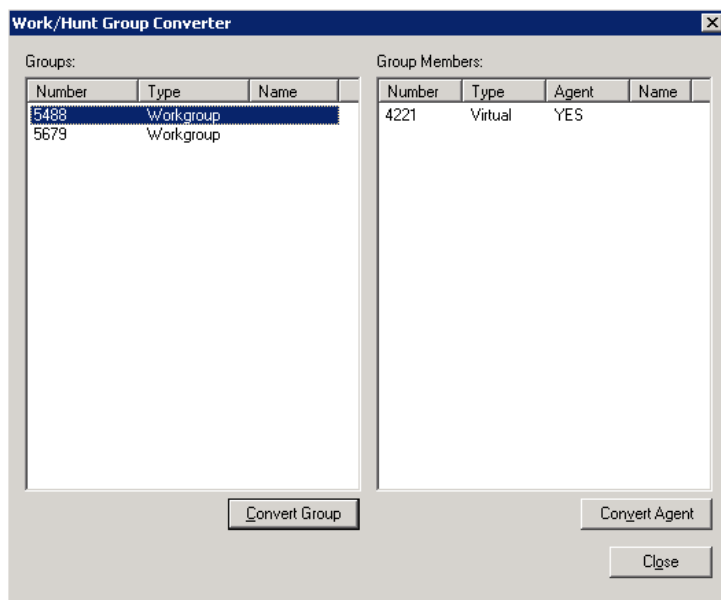 Work/Hunt Group Converter
Groups:
Number Type Name
5488 Workgroup
5679 Workgroup
Convert Group
Group Members:
Number Type Agent Name
4221 Virtual YES
Convert Agent
Close